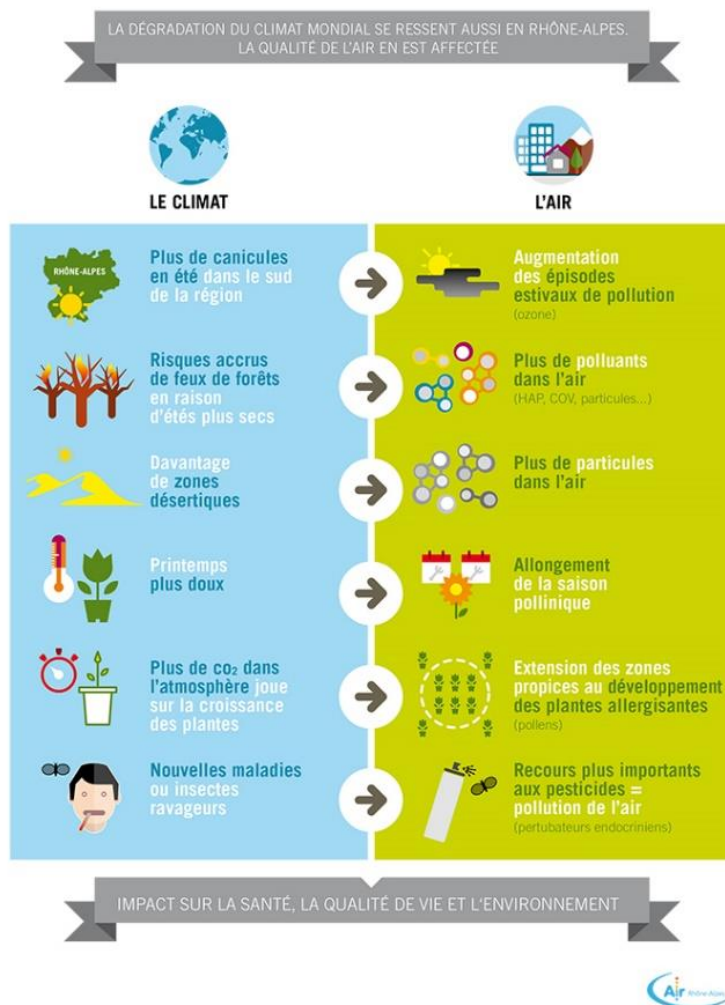 LA DÉGRADATION DU CLIMAT MONDIAL SE RESSENT AUSSI EN RHÔNE-ALPES.
LA QUALITÉ DE L'AIR EN EST AFFECTÉE
LE CLIMAT
L'AIR
RHÔNE-ALPES
Plus de canicules
en été dans le sud
de la région
Augmentation
des épisodes
estivaux de pollution
(ozone)
Risques accrus
de feux de forêts
en raison
d'étés plus secs
Plus de polluants
dans l'air
(HAP, COV, particules...)
Davantage
de zones
désertiques
Plus de particules
dans l'air
Printemps
plus doux
Allongement
de la saison
pollinique
Plus de co₂ dans
l'atmosphère joue
sur la croissance
des plantes
Extension des zones
propices au développement
des plantes allergisantes
(pollens)
Nouvelles maladies
ou insectes
ravageurs
Recours plus importants
aux pesticides =
pollution de l'air
(pertubateurs endocriniens)
IMPACT SUR LA SANTÉ, LA QUALITÉ DE VIE ET L'ENVIRONNEMENT
Air Rhône-Alpes